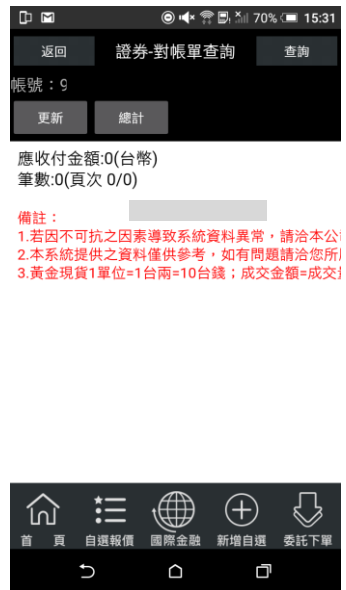 70% 15:31
返回 證券-對帳單查詢 查詢
帳號：9
更新 總計
應收付金額:0(台幣)
筆數:0(頁次 0/0)
備註：
1.若因不可抗之因素導致系統資料異常，請洽本公
2.本系統提供之資料僅供參考，如有問題請洽您所
3.黃金現貨1單位=1台兩=10台錢；成交金額=成交
首 頁 自選報價 國際金融 新增自選 委託下單